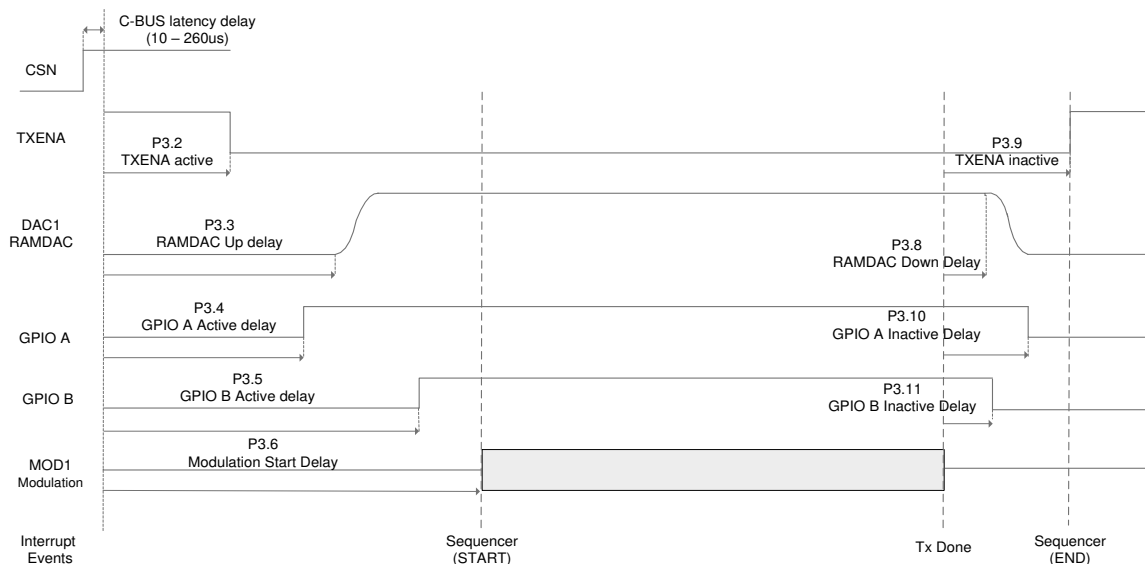 C-BUS latency delay
(10 – 260us)
CSN
TXENA
P3.2
TXENA active
P3.9
TXENA inactive
DAC1
RAMDAC
P3.3
RAMDAC Up delay
P3.8
RAMDAC Down Delay
GPIO A
P3.4
GPIO A Active delay
P3.10
GPIO A Inactive Delay
GPIO B
P3.5
GPIO B Active delay
P3.11
GPIO B Inactive Delay
MOD1
Modulation
P3.6
Modulation Start Delay
Interrupt
Events
Sequencer
(START)
Tx Done
Sequencer
(END)